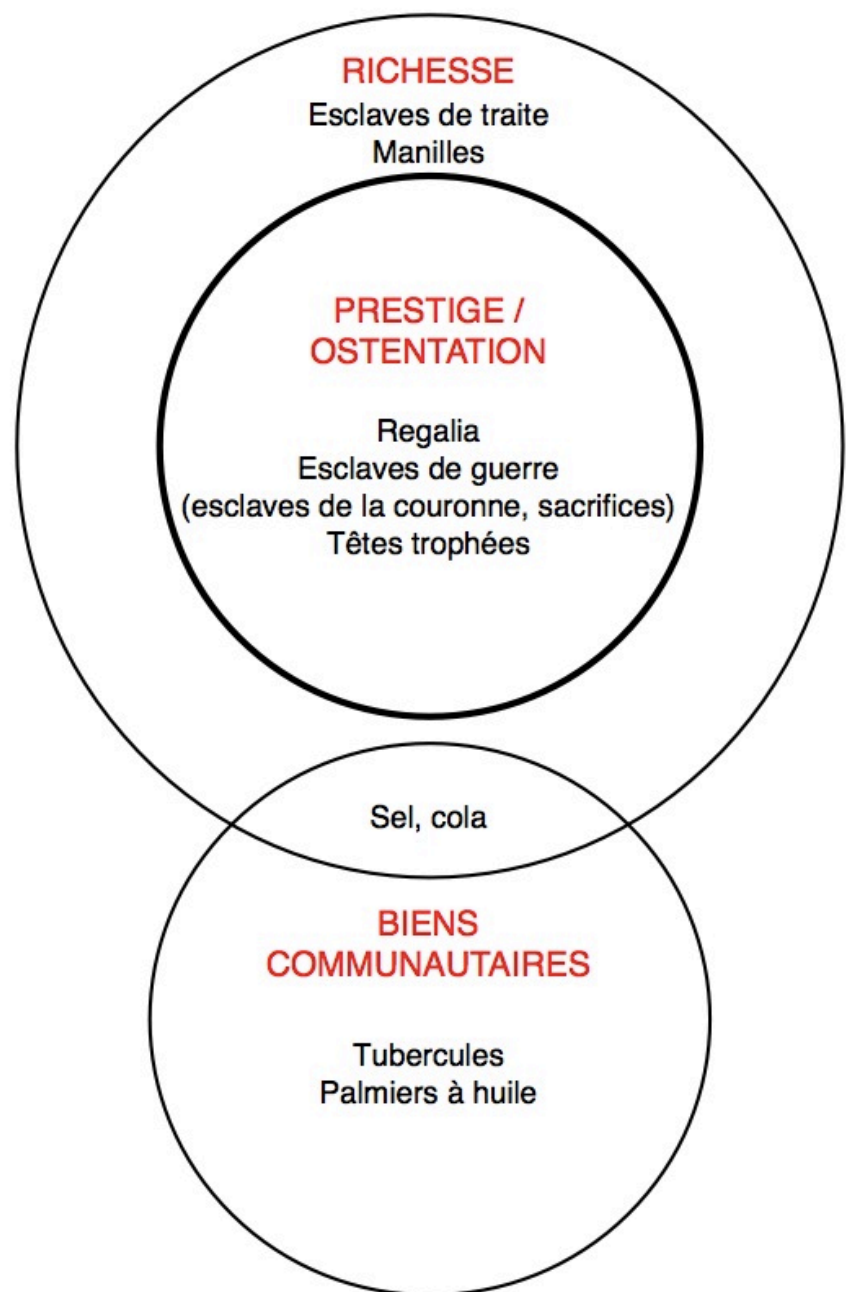 RICHESSE
Esclaves de traite
Manilles
PRESTIGE /
OSTENTATION
Regalia
Esclaves de guerre
(esclaves de la couronne, sacrifices)
Têtes trophées
Sel, cola
BIENS
COMMUNAUTAIRES
Tubercules
Palmiers à huile